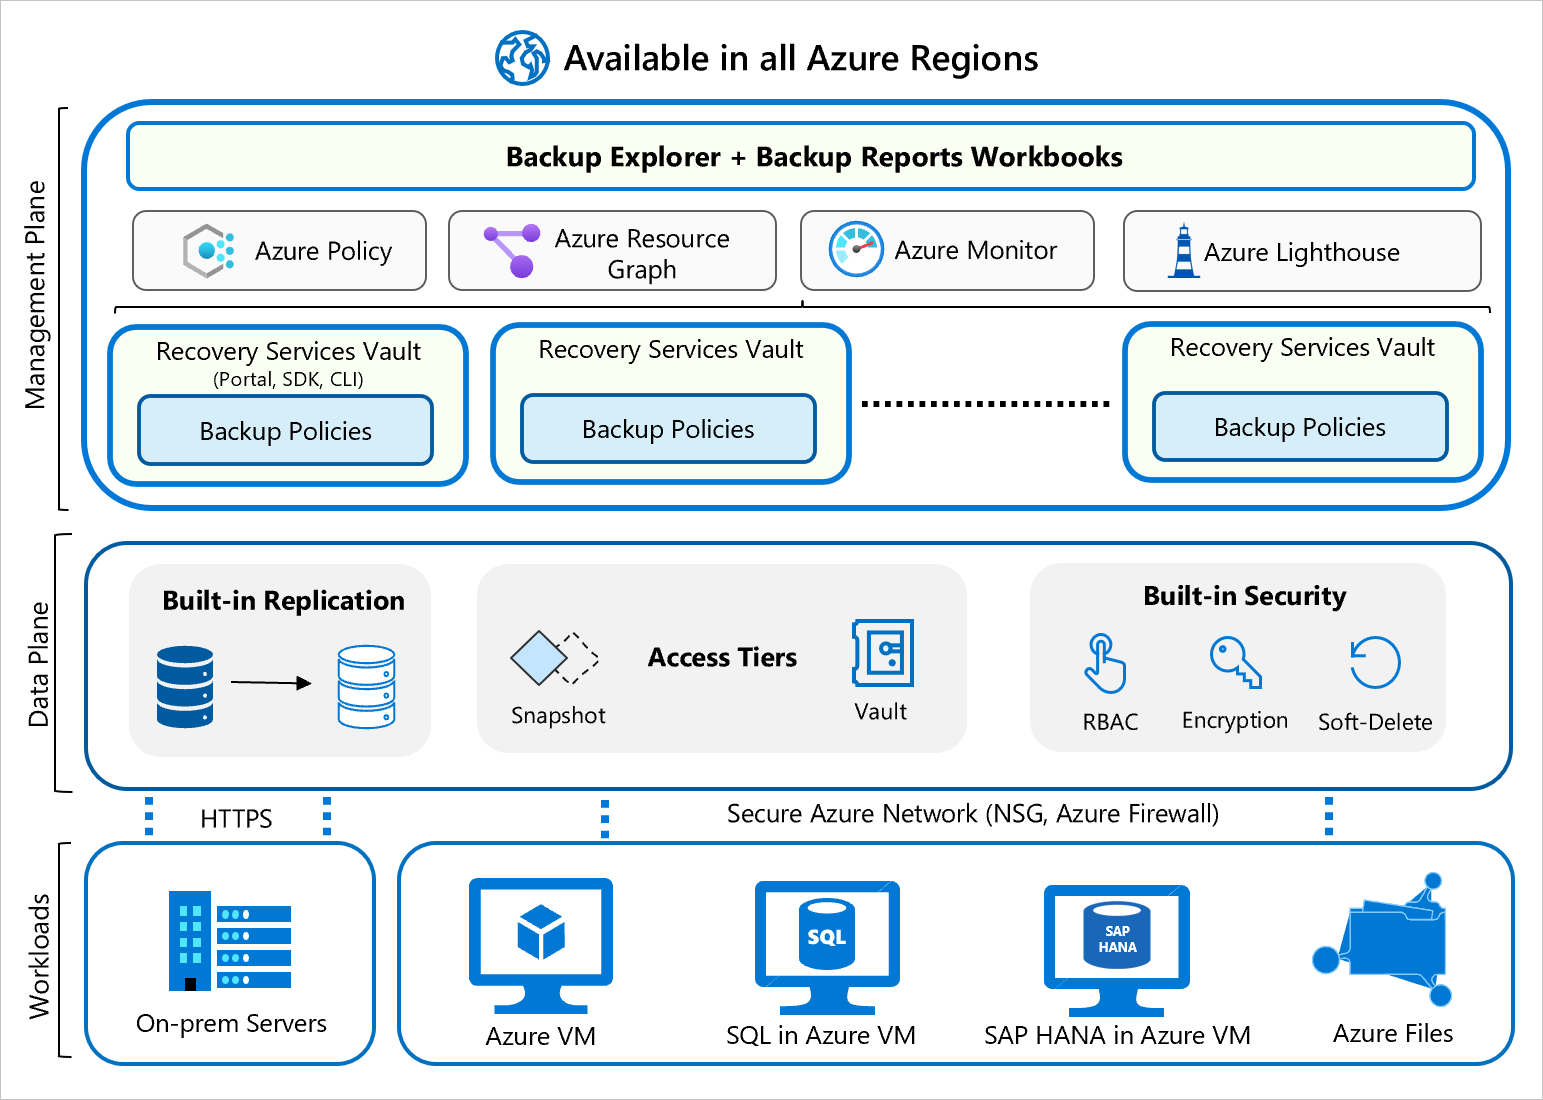 Available in all Azure Regions
Management Plane
Backup Explorer + Backup Reports Workbooks
Azure Policy
Azure Resource
Graph
Azure Monitor
Azure Lighthouse
Recovery Services Vault
(Portal, SDK, CLI)
Backup Policies
Recovery Services Vault
Backup Policies
Recovery Services Vault
Backup Policies
Data Plane
Built-in Replication
Access Tiers
Snapshot
Vault
Built-in Security
RBAC
Encryption
Soft-Delete
HTTPS
Secure Azure Network (NSG, Azure Firewall)
Workloads
On-prem Servers
Azure VM
SQL
SQL in Azure VM
SAP
HANA
SAP HANA in Azure VM
Azure Files